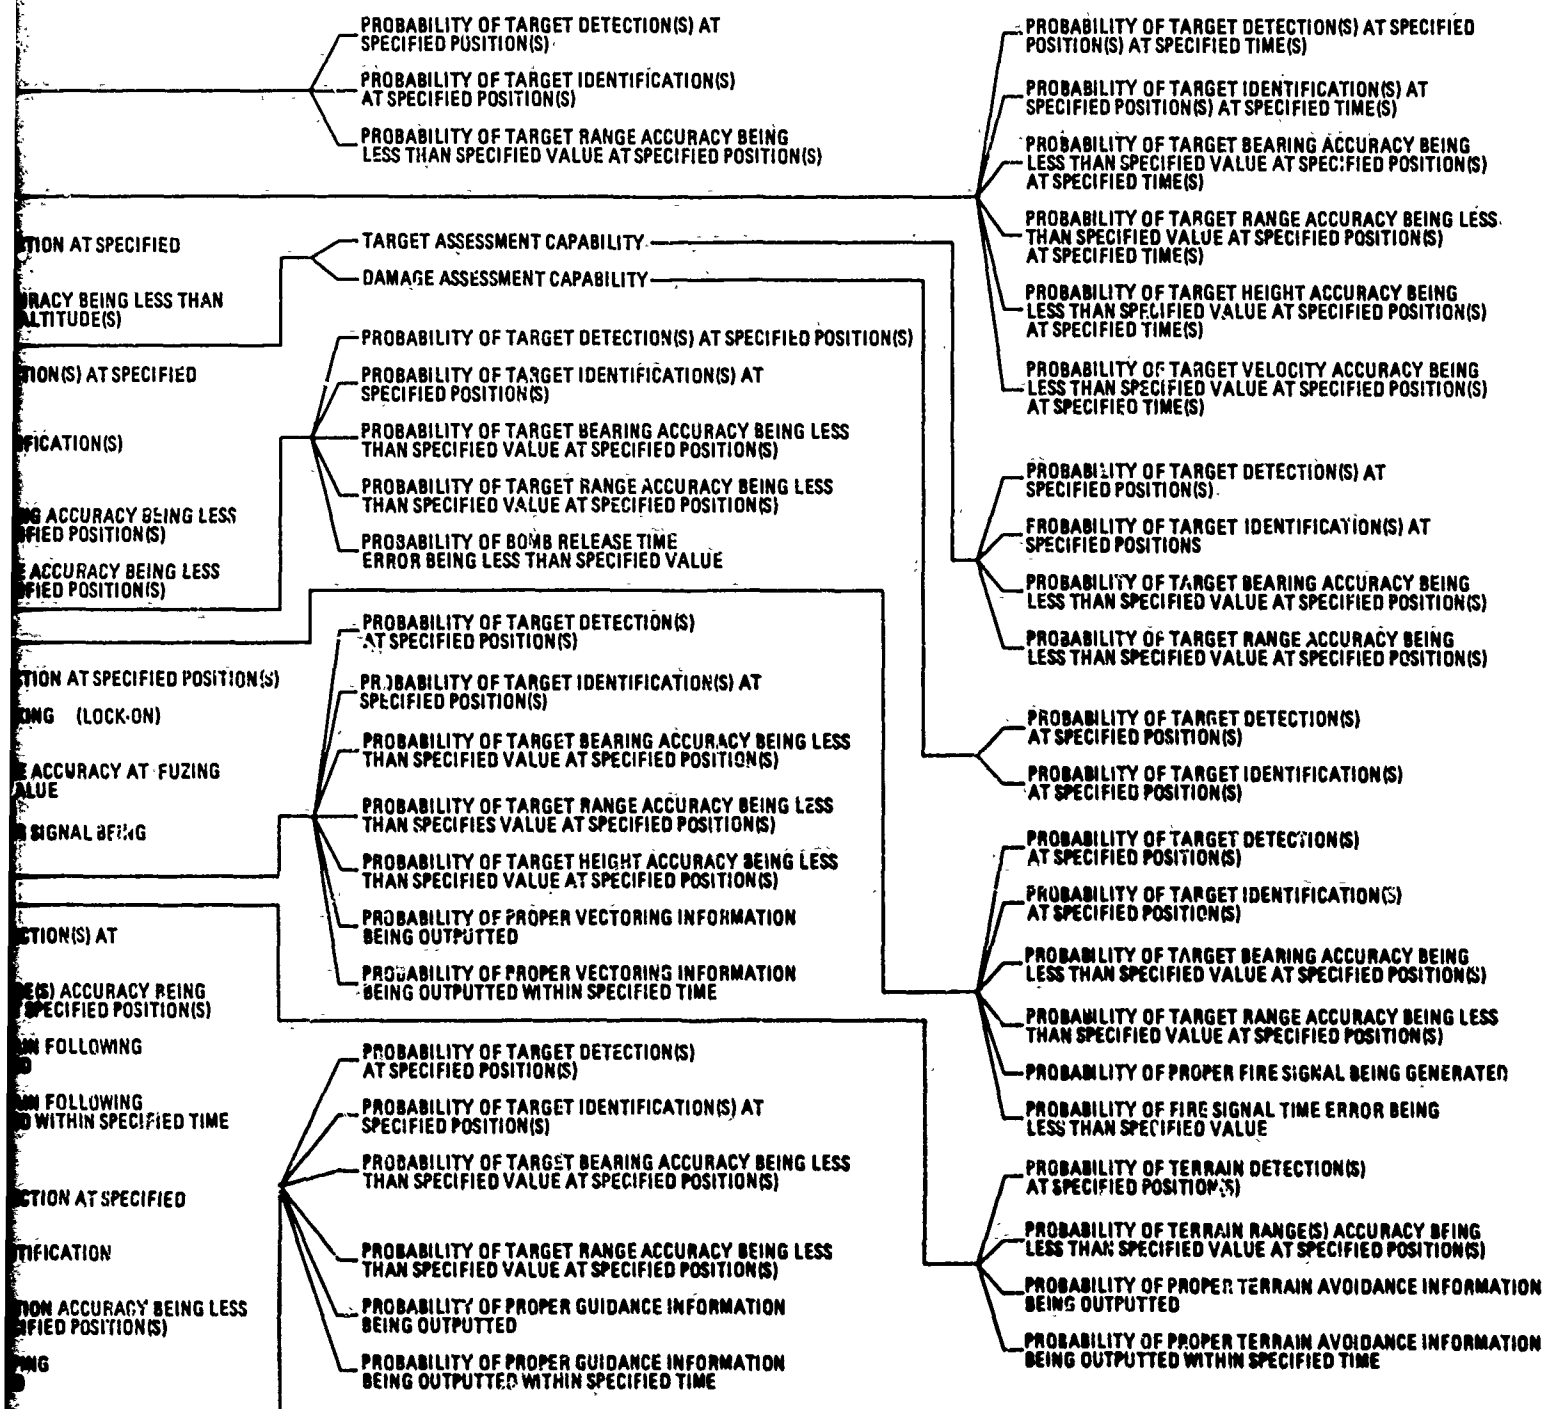 PROBABILITY OF TARGET DETECTION(S) AT
SPECIFIED POSITION(S)
PROBABILITY OF TARGET IDENTIFICATION(S)
AT SPECIFIED POSITION(S)
PROBABILITY OF TARGET RANGE ACCURACY BEING
LESS THAN SPECIFIED VALUE AT SPECIFIED POSITION(S)
TION AT SPECIFIED
TARGET ASSESSMENT CAPABILITY
DAMAGE ASSESSMENT CAPABILITY
RACY BEING LESS THAN
ALTITUDE(S)
PROBABILITY OF TARGET DETECTION(S) AT SPECIFIED POSITION(S)
TION(S) AT SPECIFIED
PROBABILITY OF TARGET IDENTIFICATION(S) AT
SPECIFIED POSITION(S)
FICATION(S)
PROBABILITY OF TARGET BEARING ACCURACY BEING LESS
THAN SPECIFIED VALUE AT SPECIFIED POSITION(S)
PROBABILITY OF TARGET RANGE ACCURACY BEING LESS
THAN SPECIFIED VALUE AT SPECIFIED POSITION(S)
ACCURACY BEING LESS
FIED POSITION(S)
PROBABILITY OF BOMB RELEASE TIME
ERROR BEING LESS THAN SPECIFIED VALUE
ACCURACY BEING LESS
FIED POSITION(S)
PROBABILITY OF TARGET DETECTION(S)
AT SPECIFIED POSITION(S)
TION AT SPECIFIED POSITION(S)
PROBABILITY OF TARGET IDENTIFICATION(S) AT
SPECIFIED POSITION(S)
(LOCK-ON)
PROBABILITY OF TARGET BEARING ACCURACY BEING LESS
THAN SPECIFIED VALUE AT SPECIFIED POSITION(S)
ACCURACY AT FUZING
ALUE
PROBABILITY OF TARGET RANGE ACCURACY BEING LESS
THAN SPECIFIES VALUE AT SPECIFIED POSITION(S)
SIGNAL BEING
PROBABILITY OF TARGET HEIGHT ACCURACY BEING LESS
THAN SPECIFIED VALUE AT SPECIFIED POSITION(S)
PROBABILITY OF PROPER VECTORING INFORMATION
BEING OUTPUTTED
CTION(S) AT
PROBABILITY OF PROPER VECTORING INFORMATION
BEING OUTPUTTED WITHIN SPECIFIED TIME
E(S) ACCURACY BEING
SPECIFIED POSITION(S)
FOLLOWING
PROBABILITY OF TARGET DETECTION(S)
AT SPECIFIED POSITION(S)
FOLLOWING
WITHIN SPECIFIED TIME
PROBABILITY OF TARGET IDENTIFICATION(S) AT
SPECIFIED POSITION(S)
PROBABILITY OF TARGET BEARING ACCURACY BEING LESS
THAN SPECIFIED VALUE AT SPECIFIED POSITION(S)
CTION AT SPECIFIED
TIFICATION
PROBABILITY OF TARGET RANGE ACCURACY BEING LESS
THAN SPECIFIED VALUE AT SPECIFIED POSITION(S)
ACCURACY BEING LESS
IFIED POSITION(S)
PROBABILITY OF PROPER GUIDANCE INFORMATION
BEING OUTPUTTED
PROBABILITY OF PROPER GUIDANCE INFORMATION
BEING OUTPUTTED WITHIN SPECIFIED TIME
PROBABILITY OF TARGET DETECTION(S) AT SPECIFIED
POSITION(S) AT SPECIFIED TIME(S)
PROBABILITY OF TARGET IDENTIFICATION(S) AT
SPECIFIED POSITION(S) AT SPECIFIED TIME(S)
PROBABILITY OF TARGET BEARING ACCURACY BEING
LESS THAN SPECIFIED VALUE AT SPECIFIED POSITION(S)
AT SPECIFIED TIME(S)
PROBABILITY OF TARGET RANGE ACCURACY BEING LESS
THAN SPECIFIED VALUE AT SPECIFIED POSITION(S)
AT SPECIFIED TIME(S)
PROBABILITY OF TARGET HEIGHT ACCURACY BEING
LESS THAN SPECIFIED VALUE AT SPECIFIED POSITION(S)
AT SPECIFIED TIME(S)
PROBABILITY OF TARGET VELOCITY ACCURACY BEING
LESS THAN SPECIFIED VALUE AT SPECIFIED POSITION(S)
AT SPECIFIED TIME(S)
PROBABILITY OF TARGET DETECTION(S) AT
SPECIFIED POSITION(S)
PROBABILITY OF TARGET IDENTIFICATION(S) AT
SPECIFIED POSITIONS
PROBABILITY OF TARGET BEARING ACCURACY BEING
LESS THAN SPECIFIED VALUE AT SPECIFIED POSITION(S)
PROBABILITY OF TARGET RANGE ACCURACY BEING
LESS THAN SPECIFIED VALUE AT SPECIFIED POSITION(S)
PROBABILITY OF TARGET DETECTION(S)
AT SPECIFIED POSITION(S)
PROBABILITY OF TARGET IDENTIFICATION(S)
AT SPECIFIED POSITION(S)
PROBABILITY OF TARGET DETECTION(S)
AT SPECIFIED POSITION(S)
PROBABILITY OF TARGET IDENTIFICATION(S)
AT SPECIFIED POSITION(S)
PROBABILITY OF TARGET BEARING ACCURACY BEING
LESS THAN SPECIFIED VALUE AT SPECIFIED POSITION(S)
PROBABILITY OF TARGET RANGE ACCURACY BEING LESS
THAN SPECIFIED VALUE AT SPECIFIED POSITION(S)
PROBABILITY OF PROPER FIRE SIGNAL BEING GENERATED
PROBABILITY OF FIRE SIGNAL TIME ERROR BEING
LESS THAN SPECIFIED VALUE
PROBABILITY OF TERRAIN DETECTION(S)
AT SPECIFIED POSITION(S)
PROBABILITY OF TERRAIN RANGE(S) ACCURACY BEING
LESS THAN SPECIFIED VALUE AT SPECIFIED POSITION(S)
PROBABILITY OF PROPER TERRAIN AVOIDANCE INFORMATION
BEING OUTPUTTED
PROBABILITY OF PROPER TERRAIN AVOIDANCE INFORMATION
BEING OUTPUTTED WITHIN SPECIFIED TIME